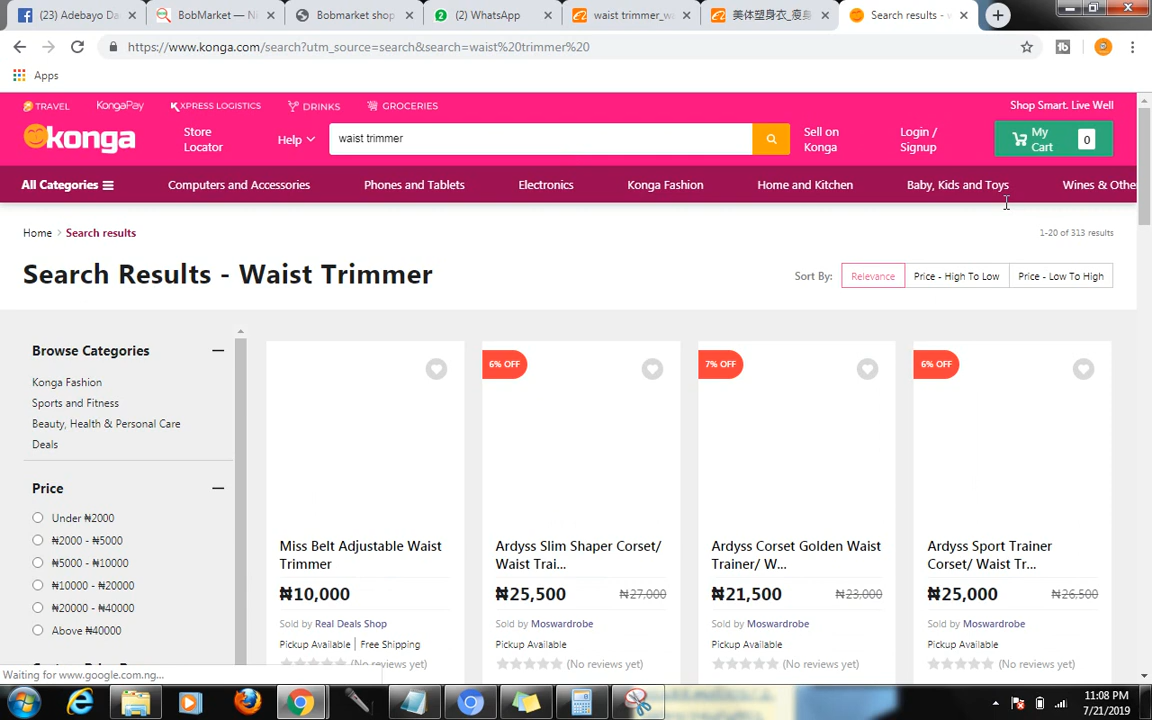 (23) Adebayo Da
BobMarket — Ni
Bobmarket shop
(2) WhatsApp
waist trimmer_w
美体塑身衣_瘦身
Search results - w
https://www.konga.com/search?utm_source=search&search=waist%20trimmer%20
Apps
TRAVEL
KongaPay
KXPRESS LOGISTICS
DRINKS
GROCERIES
Shop Smart. Live Well
konga
Store Locator
Help
waist trimmer
Sell on Konga
Login / Signup
My Cart
0
All Categories
Computers and Accessories
Phones and Tablets
Electronics
Konga Fashion
Home and Kitchen
Baby, Kids and Toys
Wines & Othe
Home > Search results
1-20 of 313 results
Search Results - Waist Trimmer
Sort By:
Relevance
Price - High To Low
Price - Low To High
Browse Categories
Konga Fashion
Sports and Fitness
Beauty, Health & Personal Care
Deals
Price
Under ₦2000
₦2000 - ₦5000
₦5000 - ₦10000
₦10000 - ₦20000
₦20000 - ₦40000
Above ₦40000
Miss Belt Adjustable Waist
Trimmer
₦10,000
Sold by Real Deals Shop
Pickup Available | Free Shipping
(No reviews yet)
6% OFF
Ardyss Slim Shaper Corset/
Waist Trai...
₦25,500
₦27,000
Sold by Moswardrobe
Pickup Available
(No reviews yet)
7% OFF
Ardyss Corset Golden Waist
Trainer/ W...
₦21,500
₦23,000
Sold by Moswardrobe
Pickup Available
(No reviews yet)
6% OFF
Ardyss Sport Trainer
Corset/ Waist Tr...
₦25,000
₦26,500
Sold by Moswardrobe
Pickup Available
(No reviews yet)
Waiting for www.google.com.ng...
11:08 PM
7/21/2019